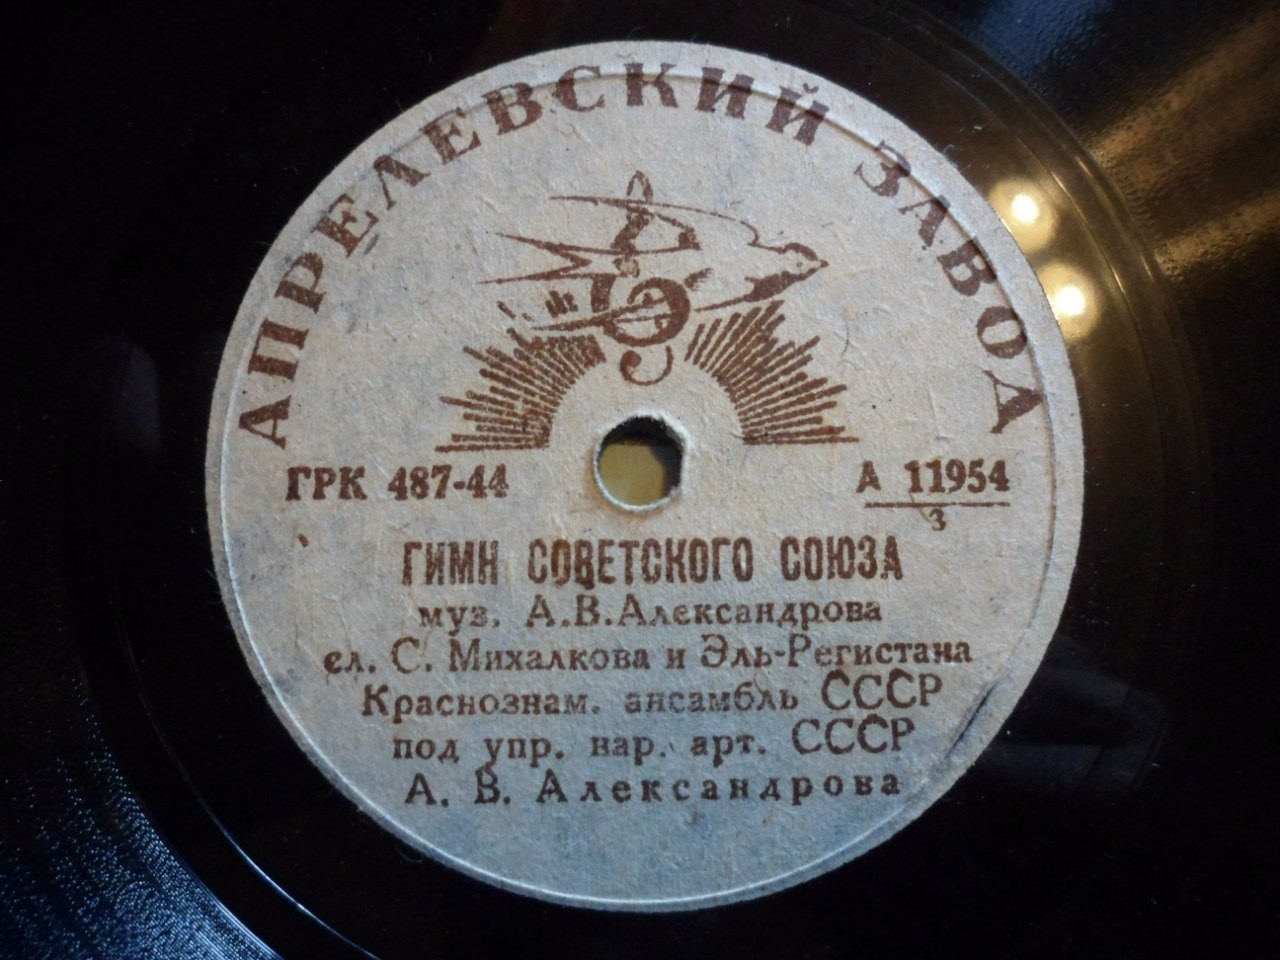 АПРЕЛЕВСКИЙ ЗАВОД
ГРК 487-44
А 11954
3
ГИМН СОВЕТСКОГО СОЮЗА
муз. А.В.Александрова
сл. С. Михалкова и Эль-Регистана
Краснознам. ансамбль СССР
под упр. нар. арт. СССР
А. В. Александрова